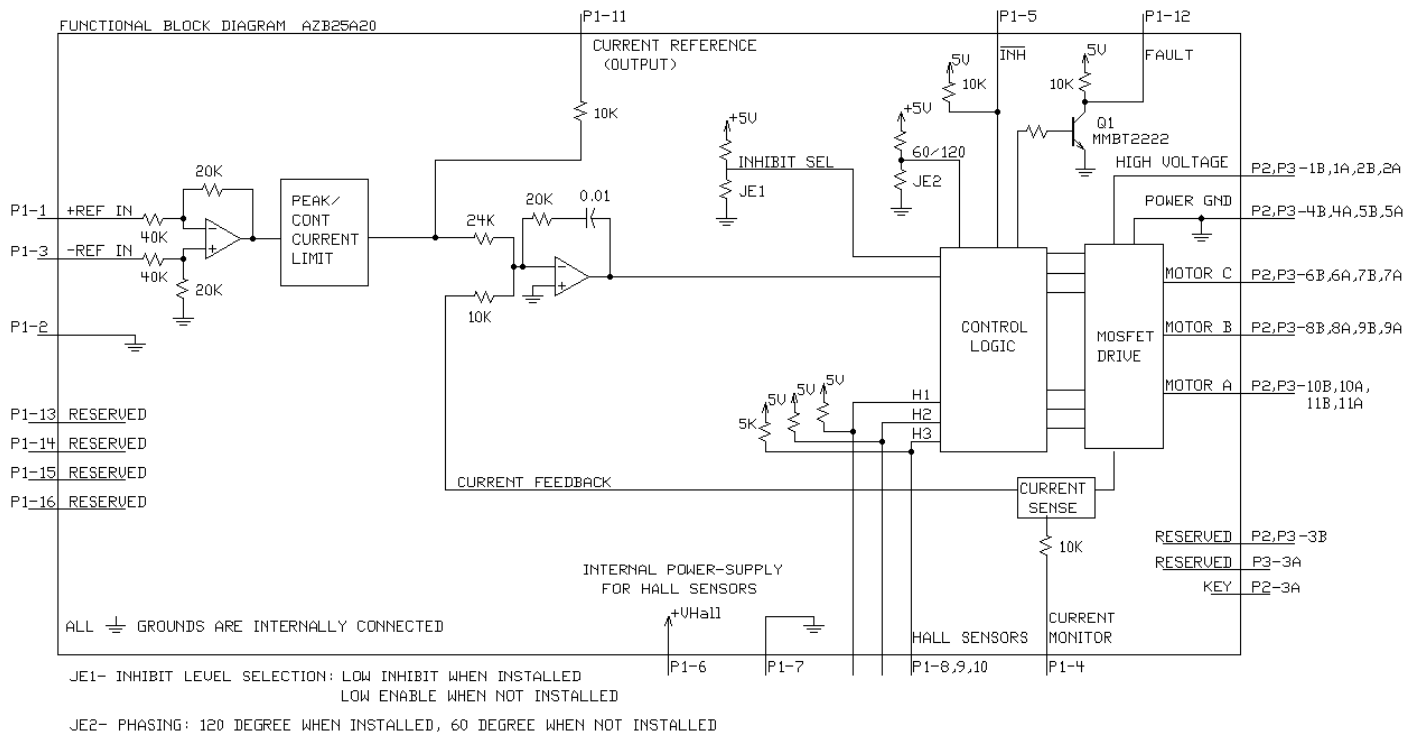 P1-11
P1-5
P1-12
FUNCTIONAL BLOCK DIAGRAM AZB25A20
CURRENT REFERENCE
(OUTPUT)
INH
FAULT
5V
5V
10K
10K
10K
+5V
+5V
Q1
MMBT2222
60/120
INHIBIT SEL
HIGH VOLTAGE
P2,P3-1B,1A,2B,2A
JE1
JE2
20K
PEAK/
CONT
CURRENT
LIMIT
20K
0.01
POWER GND
P2,P3-4B,4A,5B,5A
P1-1
+REF IN
40K
24K
P1-3
-REF IN
40K
20K
10K
MOTOR C
P2,P3-6B,6A,7B,7A
P1-2
CONTROL
LOGIC
MOSFET
DRIVE
MOTOR B
P2,P3-8B,8A,9B,9A
MOTOR A
P2,P3-10B,10A,
11B,11A
5V
5V
5V
5K
H1
H2
H3
P1-13 RESERVED
P1-14 RESERVED
P1-15 RESERVED
P1-16 RESERVED
CURRENT FEEDBACK
CURRENT
SENSE
10K
RESERVED
P2,P3-3B
RESERVED
P3-3A
KEY
P2-3A
INTERNAL POWER-SUPPLY
FOR HALL SENSORS
+VHall
ALL GROUNDS ARE INTERNALLY CONNECTED
HALL SENSORS
CURRENT
MONITOR
P1-6
P1-7
P1-8,9,10
P1-4
JE1- INHIBIT LEVEL SELECTION: LOW INHIBIT WHEN INSTALLED
LOW ENABLE WHEN NOT INSTALLED
JE2- PHASING: 120 DEGREE WHEN INSTALLED, 60 DEGREE WHEN NOT INSTALLED